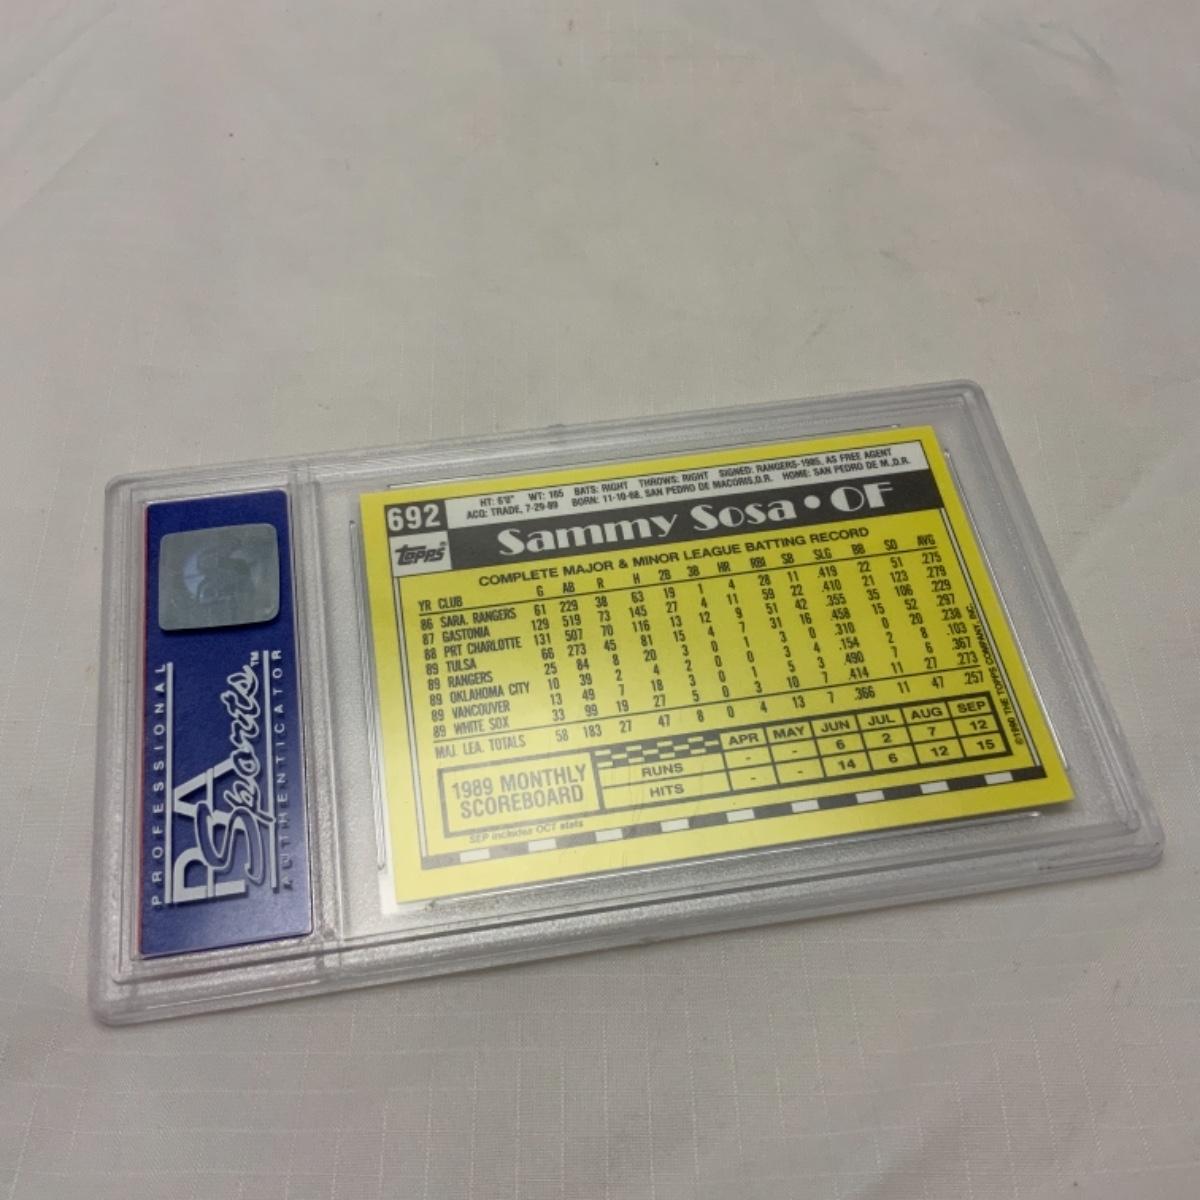 692
HT: 6'0" WT: 165 BATS: RIGHT THROWS: RIGHT SIGNED: RANGERS-1985, AS FREE AGENT
ACQ: TRADE, 7-29-89 BORN: 11-10-68, SAN PEDRO DE MACORIS, D.R. HOME: SAN PEDRO DE M., D.R.
Topps®
Sammy Sosa • OF
COMPLETE MAJOR & MINOR LEAGUE BATTING RECORD
YR CLUB G AB R H 2B 3B HR RBI SB SLG BB SO AVG
86 SARA. RANGERS 61 229 38 63 19 1 4 28 11 .419 22 51 .275
87 GASTONIA 129 519 73 145 27 4 11 59 22 .410 21 123 .279
88 PRT CHARLOTTE 131 507 70 116 13 12 9 51 42 .355 35 106 .229
89 TULSA 66 273 45 81 15 4 7 31 16 .458 15 52 .297
89 RANGERS 25 84 8 20 3 0 1 3 0 .310 0 20 .238
89 OKLAHOMA CITY 10 39 2 4 2 0 0 3 4 .154 2 8 .103
89 VANCOUVER 13 49 7 18 3 0 1 5 3 .490 7 6 .367
89 WHITE SOX 33 99 19 27 5 0 3 10 7 .414 11 27 .273
MAJ. LEA. TOTALS 58 183 27 47 8 0 4 13 7 .366 11 47 .257
1989 MONTHLY
SCOREBOARD
APR MAY JUN JUL AUG SEP
RUNS - - 6 2 7 12
HITS - - 14 6 12 15
SEP includes OCT stats
©1990 THE TOPPS COMPANY, INC.
PROFESSIONAL
PSA
Sports™
AUTHENTICATOR